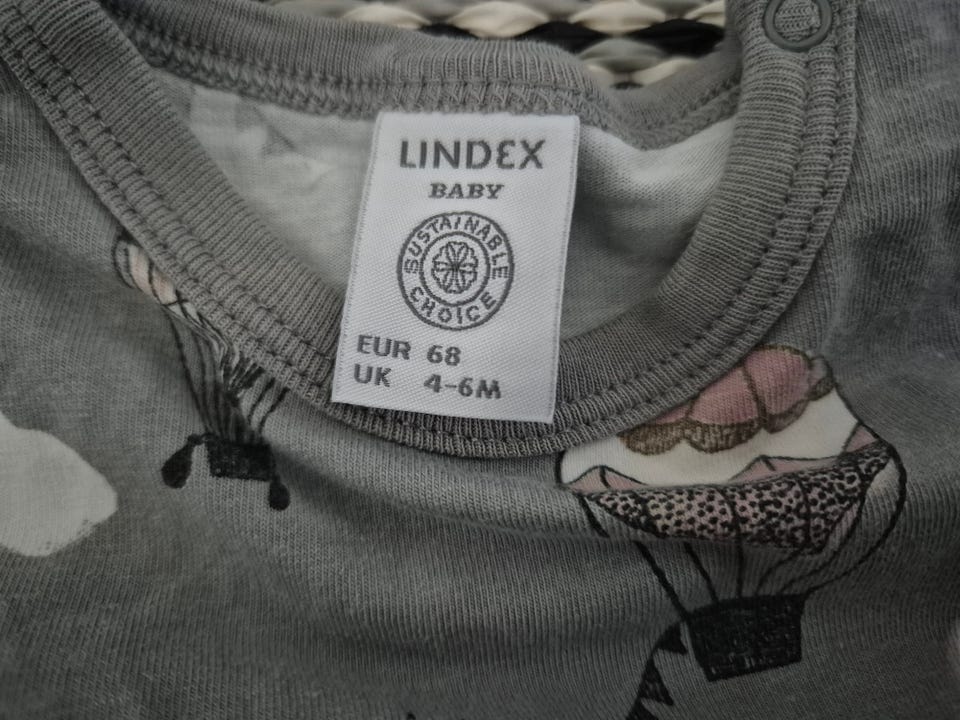 LINDEX
BABY
SUSTAINABLE
CHOICE
EUR 68
UK 4-6M